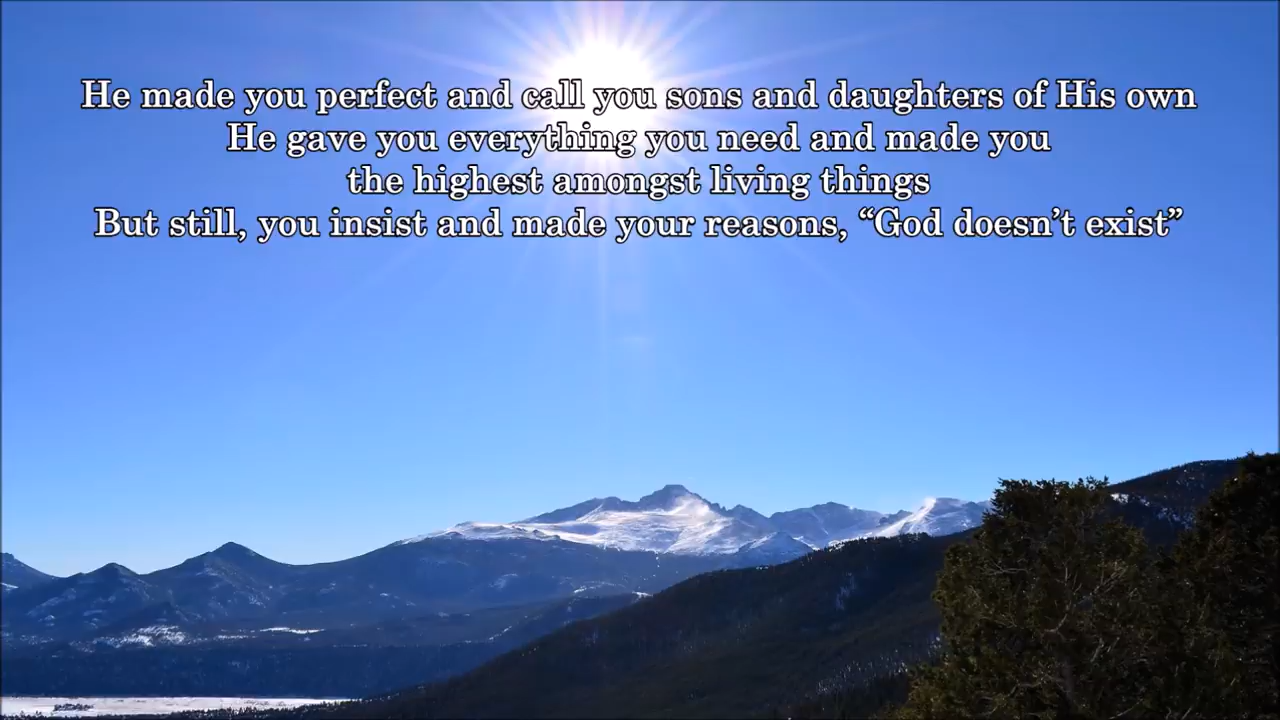 He made you perfect and call you sons and daughters of His own
He gave you everything you need and made you
the highest amongst living things
But still, you insist and made your reasons, “God doesn’t exist”